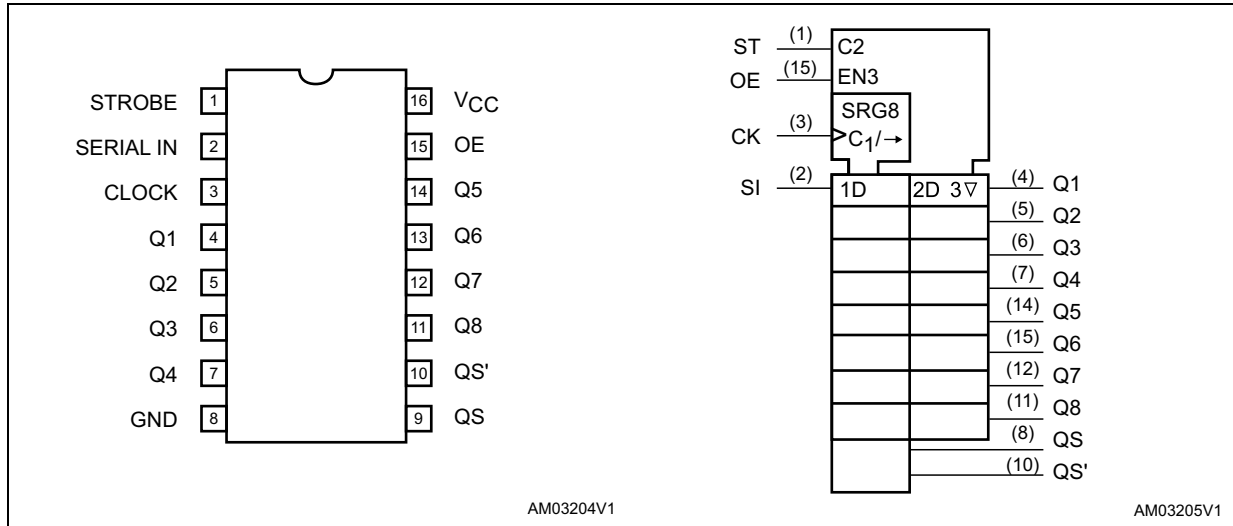 STROBE 1 16 VCC
SERIAL IN 2 15 OE
CLOCK 3 14 Q5
Q1 4 13 Q6
Q2 5 12 Q7
Q3 6 11 Q8
Q4 7 10 QS'
GND 8 9 QS
AM03204V1
ST (1) C2
OE (15) EN3
SRG8
CK (3) C1/→
SI (2) 1D 2D 3▽ (4) Q1
(5) Q2
(6) Q3
(7) Q4
(14) Q5
(15) Q6
(12) Q7
(11) Q8
(8) QS
(10) QS'
AM03205V1